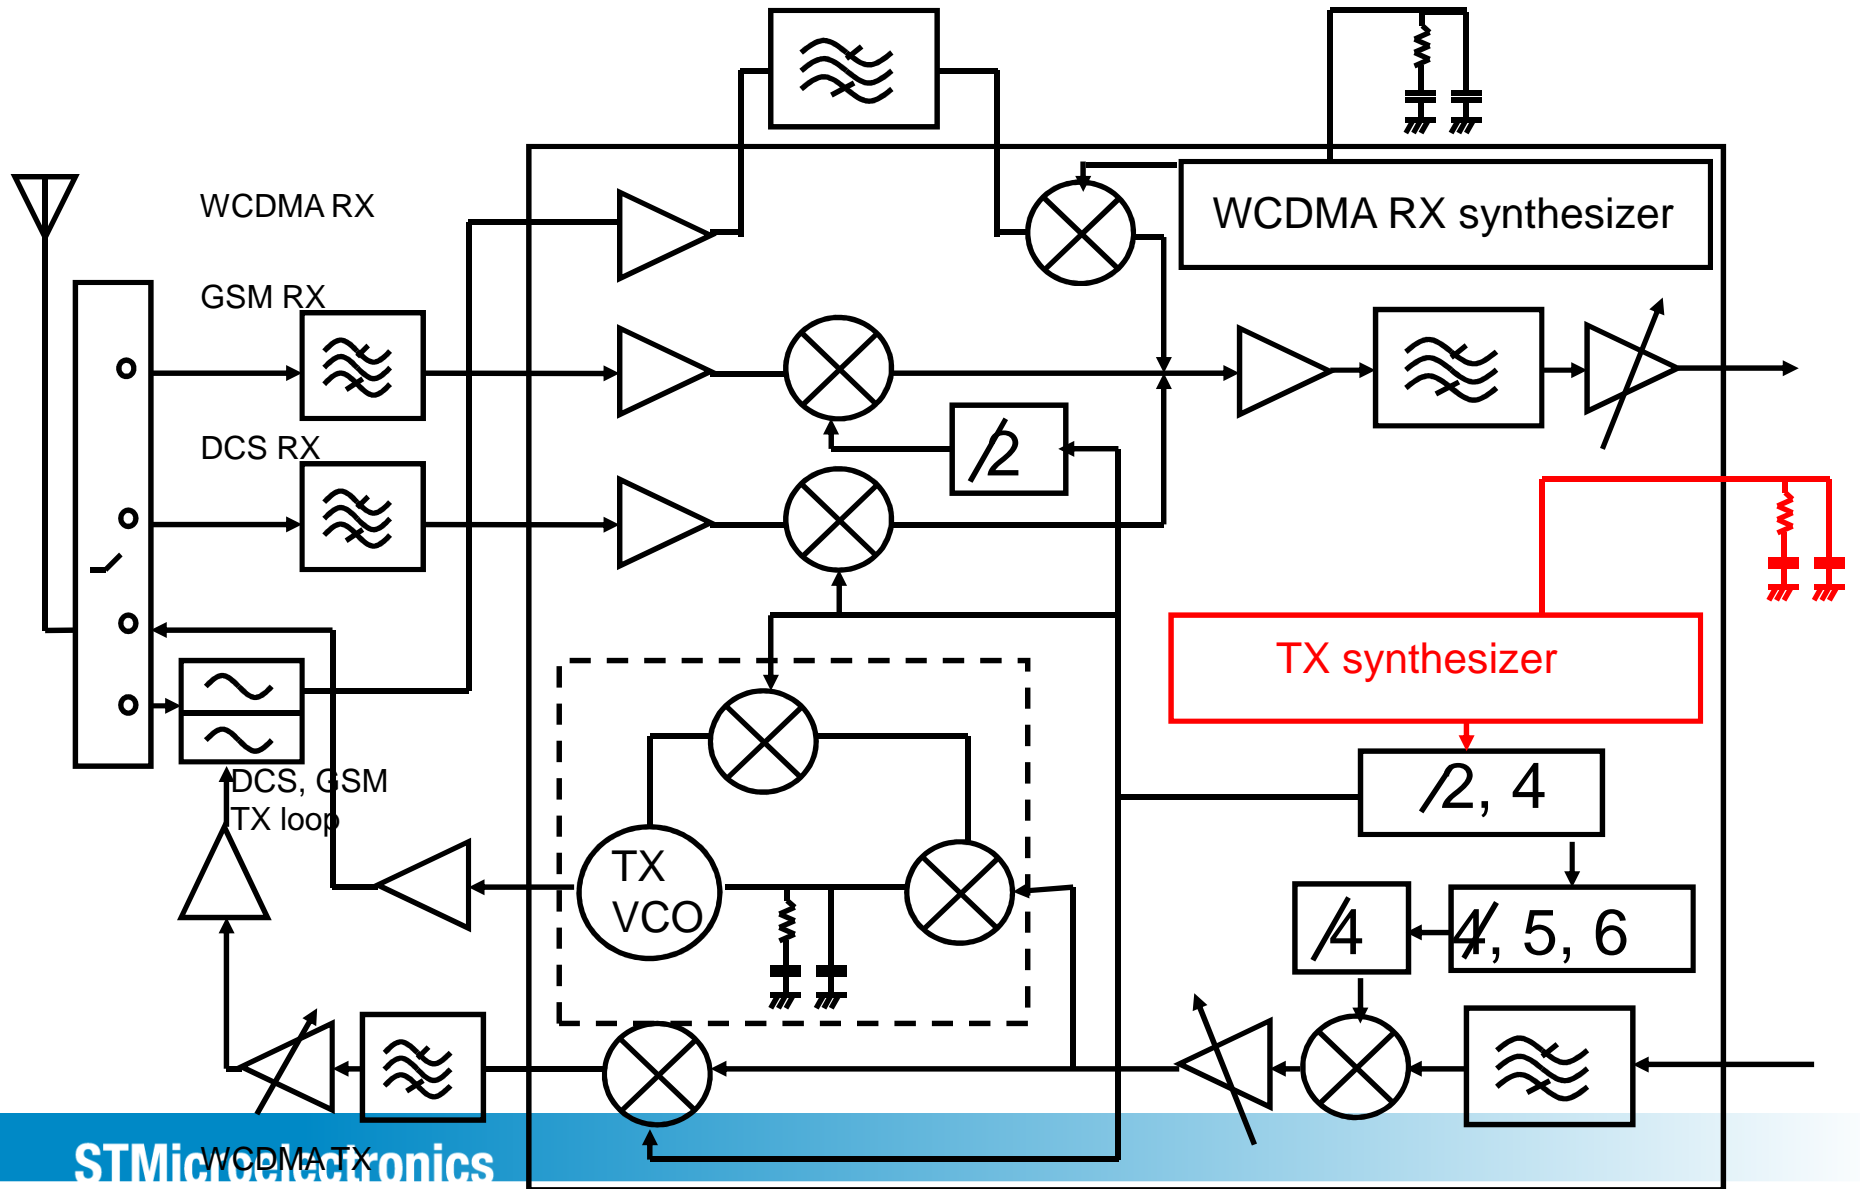 WCDMA RX
WCDMA RX synthesizer
GSM RX
DCS RX
/2
TX synthesizer
/2, 4
DCS, GSM
TX loop
TX
VCO
/4
/4, 5, 6
STMicroelectronics
WCDMA TX